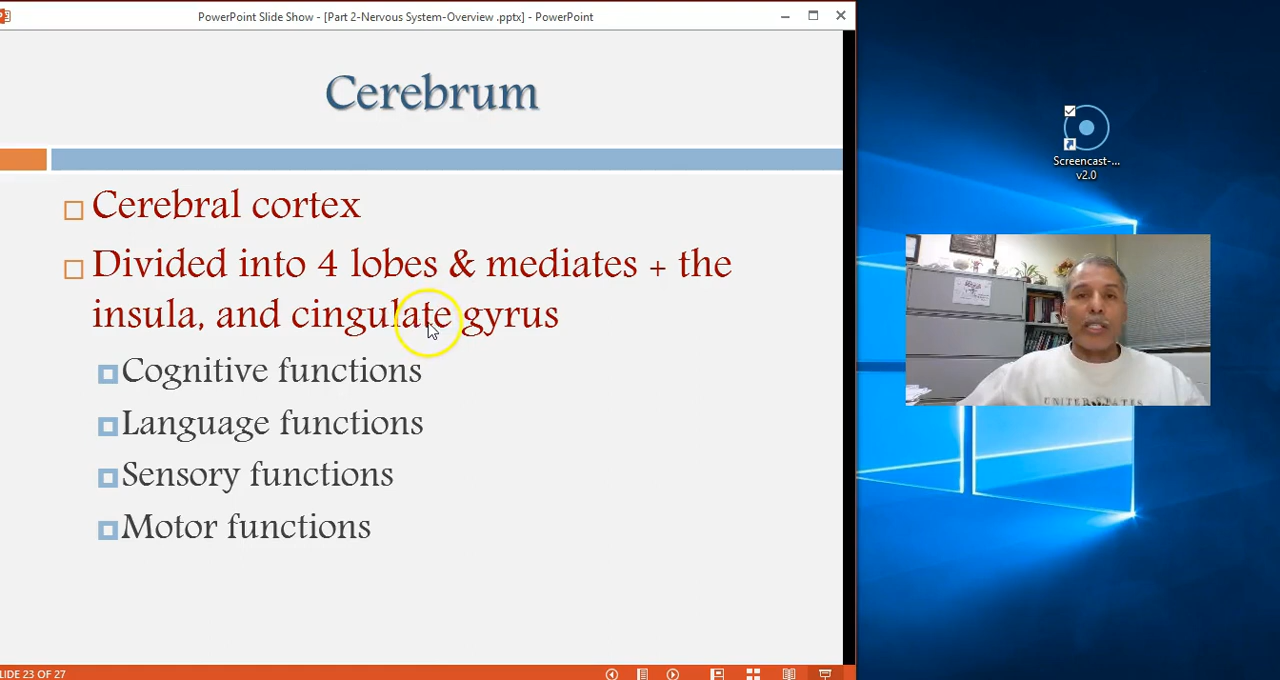 PowerPoint Slide Show - [Part 2-Nervous System-Overview .pptx] - PowerPoint
Cerebrum
Cerebral cortex
Divided into 4 lobes & mediates + the
insula, and cingulate gyrus
Cognitive functions
Language functions
Sensory functions
Motor functions
LIDE 23 OF 27
Screencast-...
v2.0
UNITED STATES